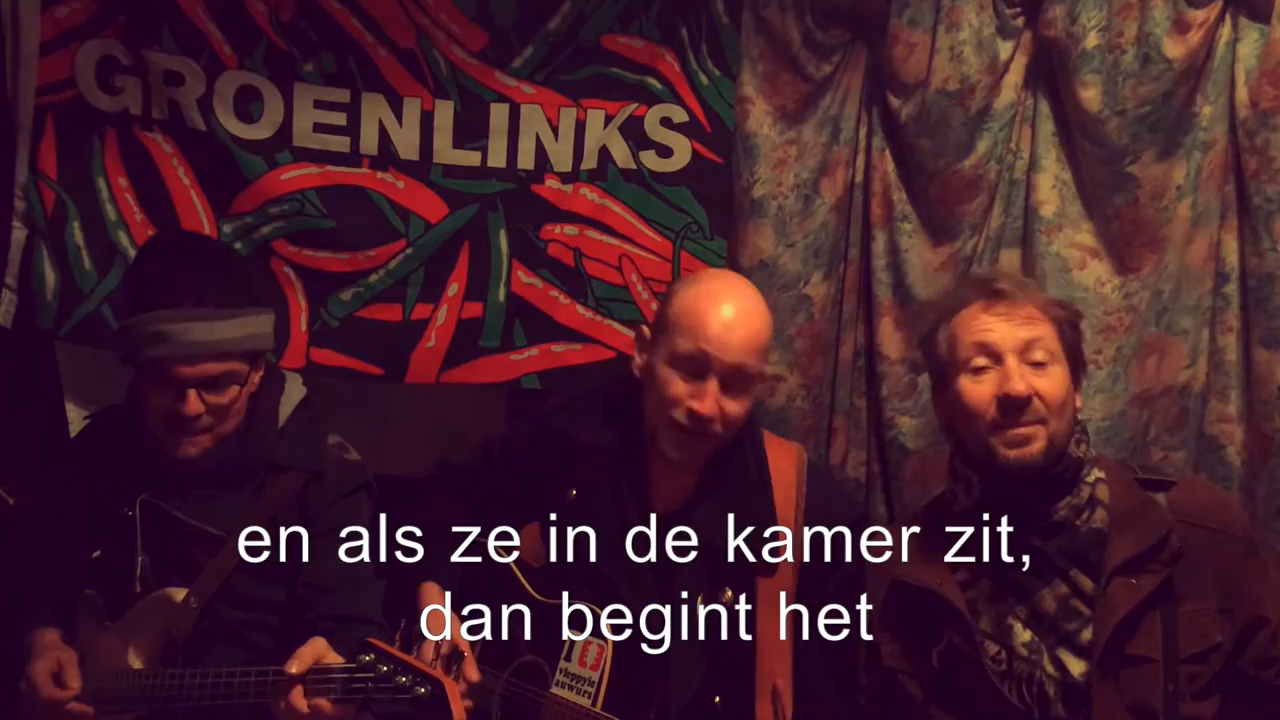 GROENLINKS
en als ze in de kamer zit,
dan begint het